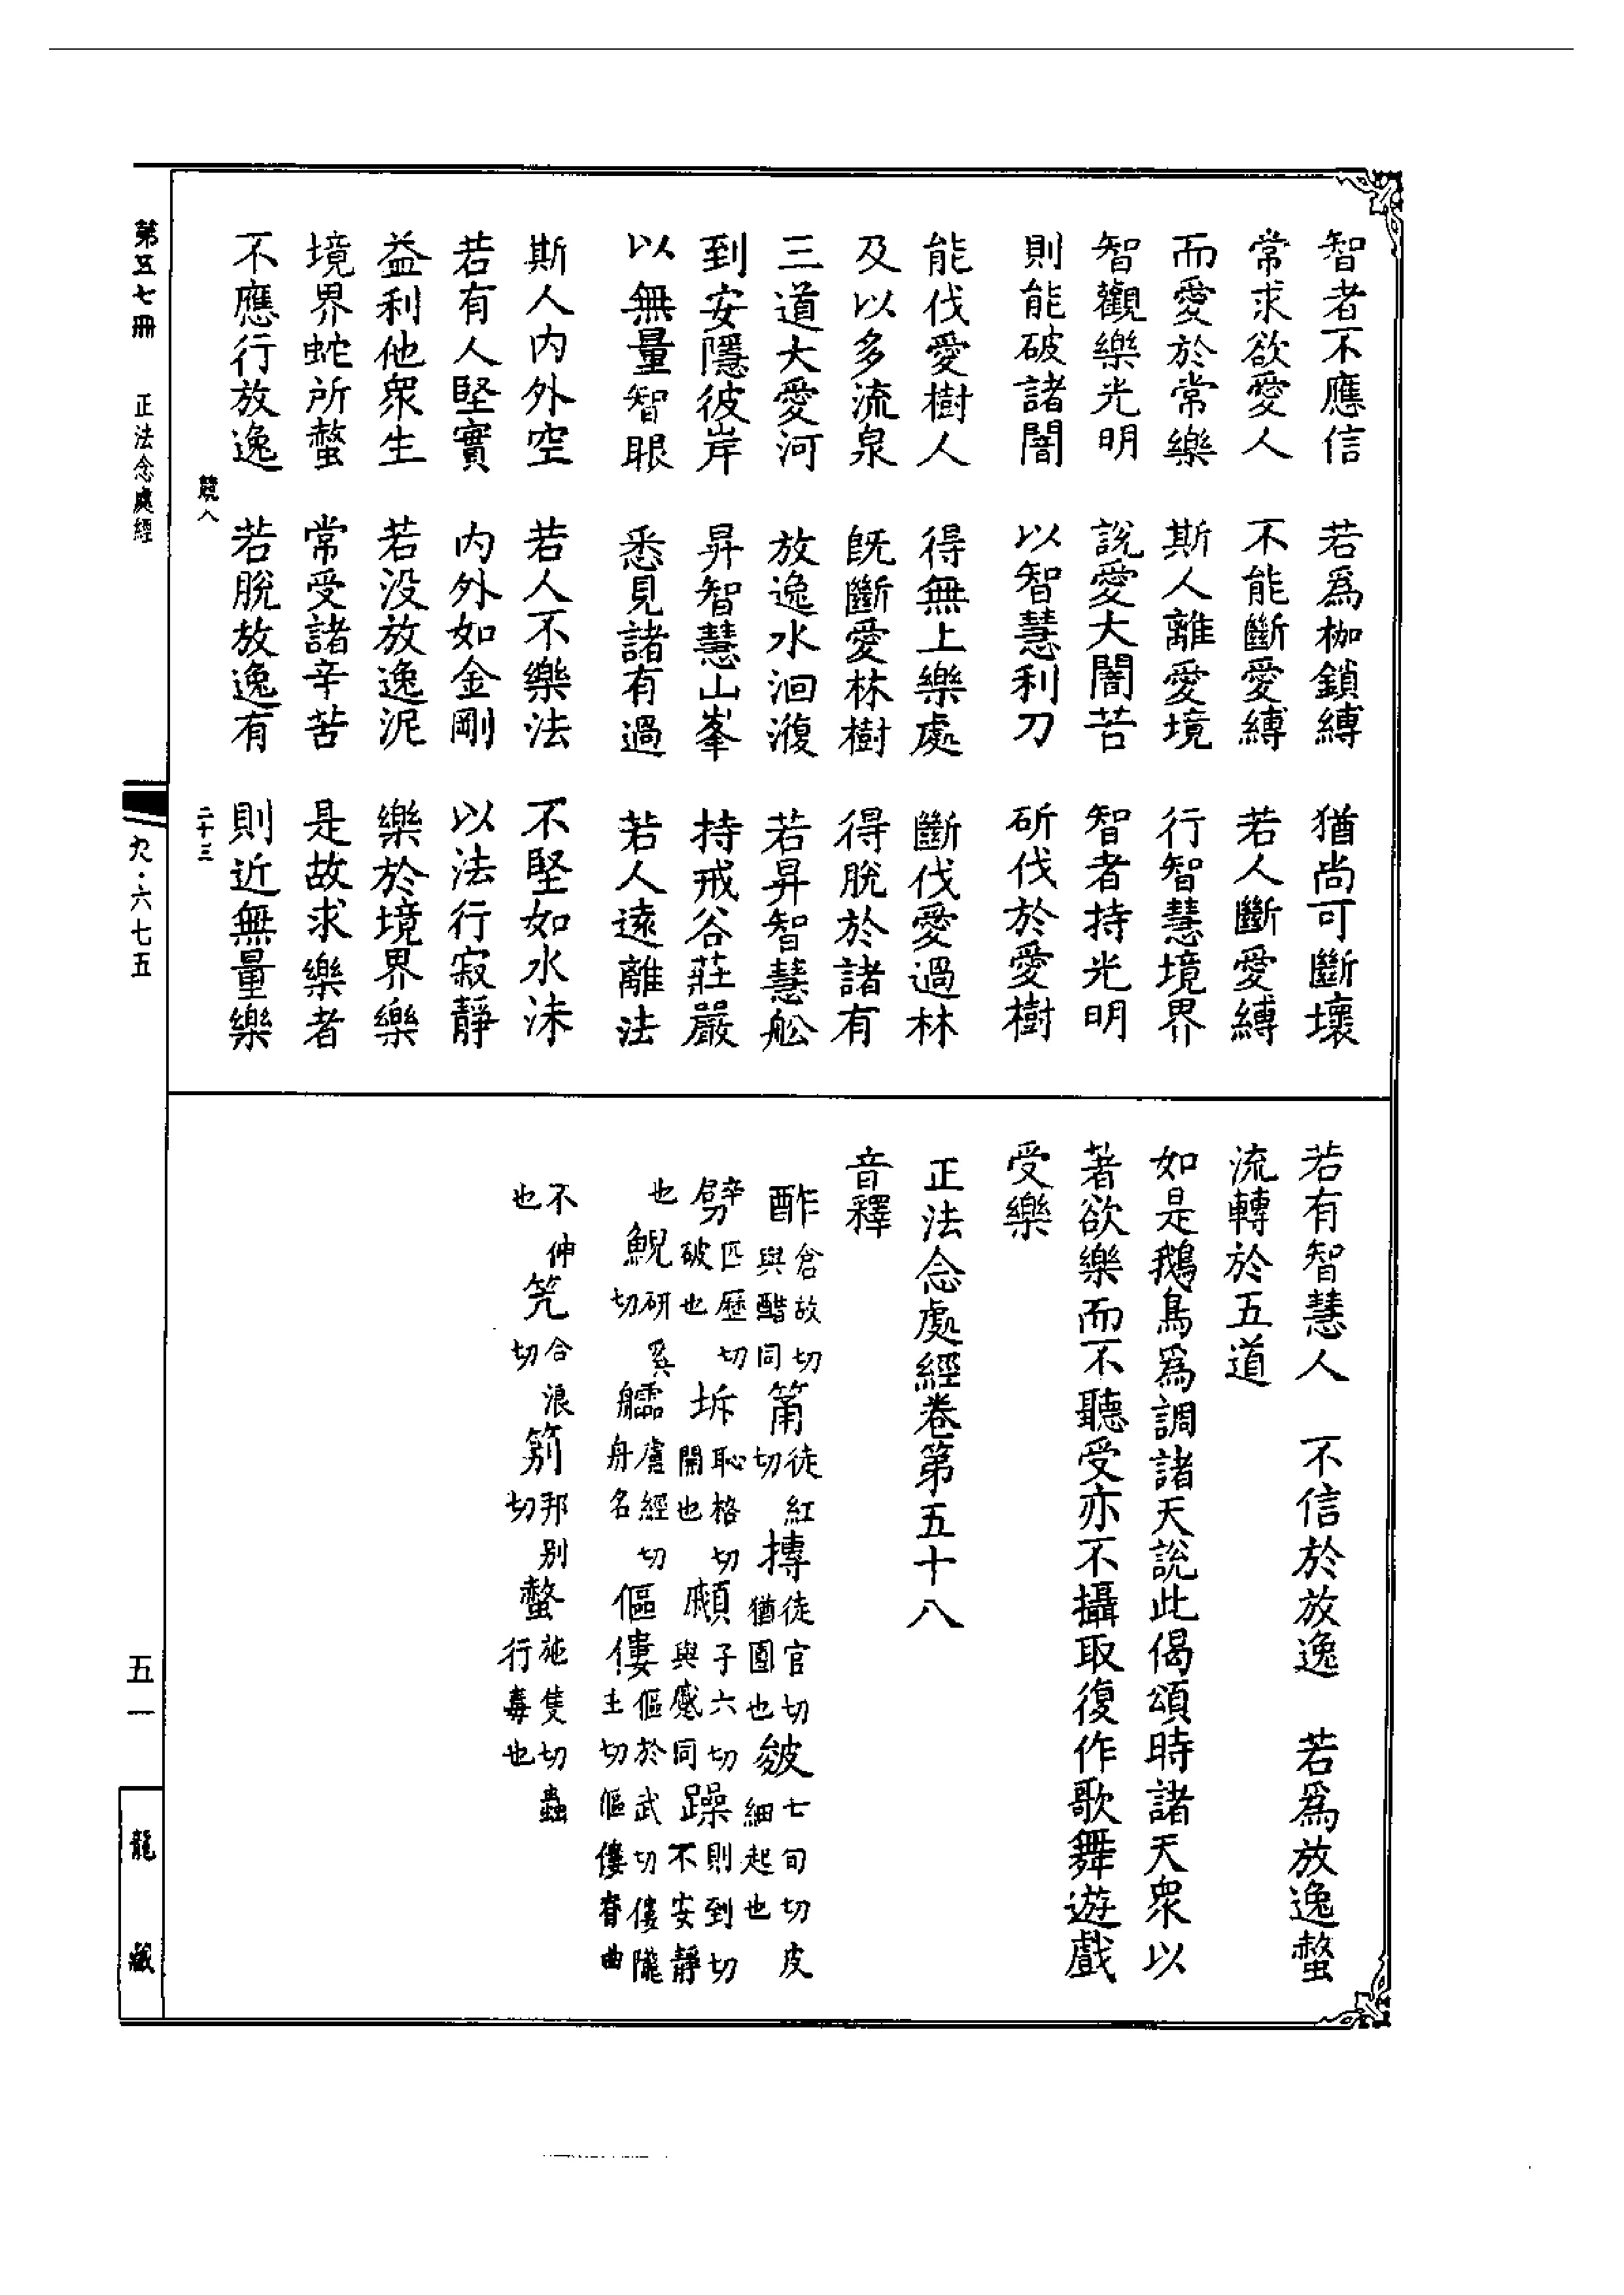 智者不應信　若爲枷鎖縛　猶尚可斷壞
常求欲愛人　不能斷愛縛　若人斷愛縛
而愛於常樂　斯人離愛境　行智慧境界
智觀樂光明　說愛大闇苦　智者持光明
則能破諸闇　以智慧利刀　斫伐於愛樹
能伐愛樹人　得無上樂處　斷伐愛過林
及以多流泉　旣斷愛林樹　得脫於諸有
三道大愛河　放逸水洄澓　若昇智慧舩
到安隱彼岸　昇智慧山峯　持戒谷莊嚴
以無量智眼　悉見諸有過　若人遠離法
斯人內外空　若人不樂法　不堅如水沫
若有人堅實　內外如金剛　以法行寂靜
益利他衆生　若没放逸泥　樂於境界樂
境界蛇所螫　常受諸辛苦　是故求樂者
不應行放逸　若脫放逸有　則近無量樂
競八　二十三
第五七冊　正法念處經　九·六七五　五一　龍藏
若有智慧人　不信於放逸　若爲放逸螫
流轉於五道
如是鵝鳥爲調諸天說此偈頌時諸天衆以
著欲樂而不聽受亦不攝取復作歌舞遊戲
受樂
正法念處經卷第五十八
音釋
酢倉故切與醋同　筩徒紅切　摶徒官切猶團也　皴七旬切皮細起也
劈匹歷切破也　坼恥格切開也　顣子六切與蹙同　躁則到切不安靜
也　鯢研奚切　艫盧經切舟名　傴僂傴於武切僂隴主切傴僂脊曲
不伸也　笐合浪切　䇷邦別切　螫施隻切蟲行毒也